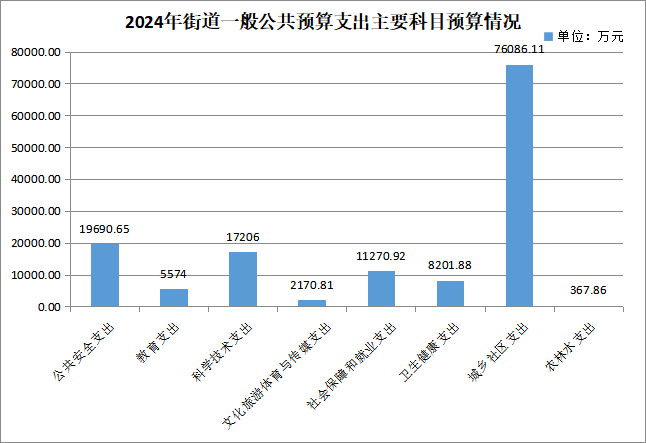 2024年街道一般公共预算支出主要科目预算情况
单位：万元
80000.00
70000.00
60000.00
50000.00
40000.00
30000.00
20000.00
10000.00
0.00
19690.65
5574
17206
2170.81
11270.92
8201.88
76086.11
367.86
公共安全支出
教育支出
科学技术支出
文化旅游体育与传媒支出
社会保障和就业支出
卫生健康支出
城乡社区支出
农林水支出